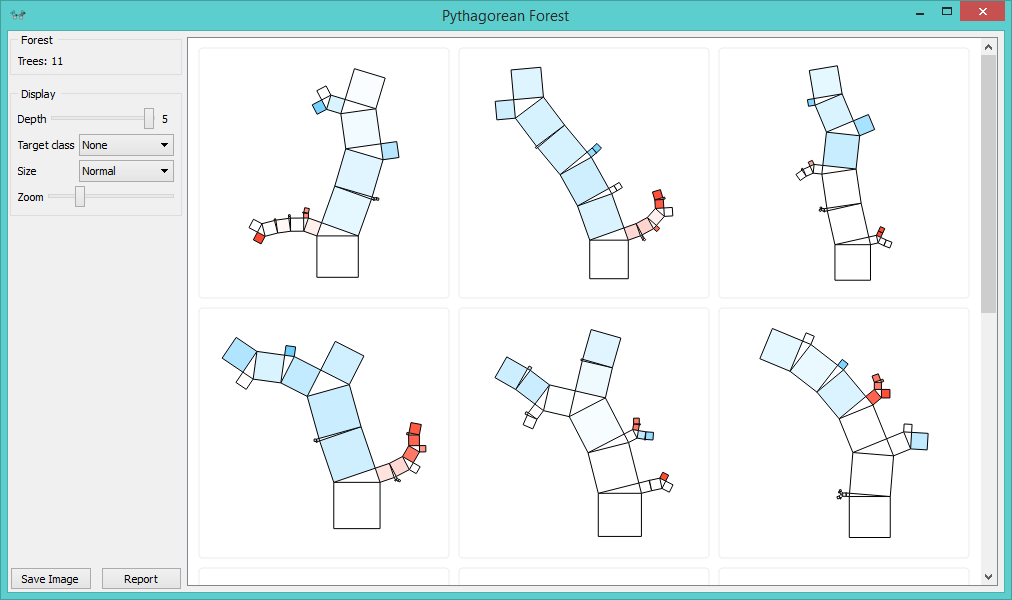 Pythagorean Forest
Forest
Trees: 11
Display
Depth 5
Target class None
Size Normal
Zoom
Save Image Report